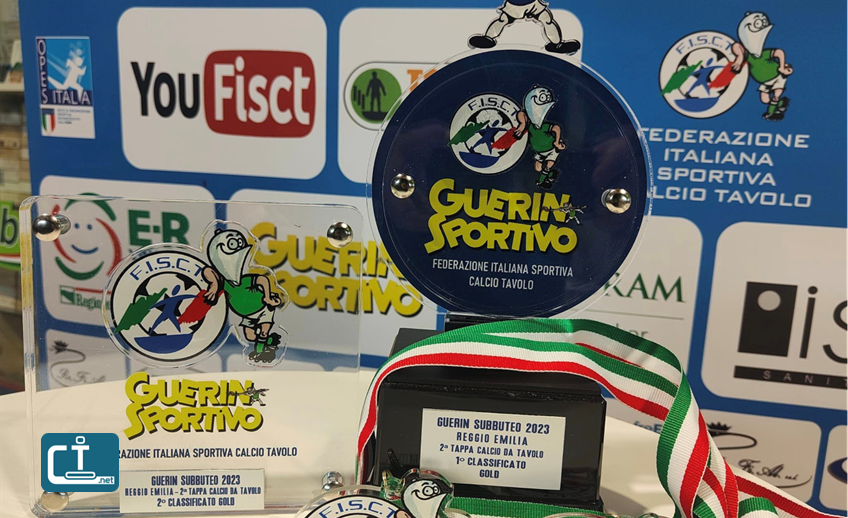 OPES
ITALIA
YouFisct
F.I.S.C.T.
FEDERAZIONE
ITALIANA
SPORTIVA
CALCIO TAVOLO
F.I.S.C.T.
GUERIN
SPORTIVO
FEDERAZIONE ITALIANA SPORTIVA
CALCIO TAVOLO
E-R
GUERIN
SPORTIVO
F.I.S.C.T.
GUERIN
SPORTIVO
FEDERAZIONE ITALIANA SPORTIVA CALCIO TAVOLO
GUERIN SUBBUTEO 2023
REGGIO EMILIA - 2ª TAPPA CALCIO DA TAVOLO
2° CLASSIFICATO GOLD
GUERIN SUBBUTEO 2023
REGGIO EMILIA
2ª TAPPA CALCIO DA TAVOLO
1° CLASSIFICATO
GOLD
CT
.net